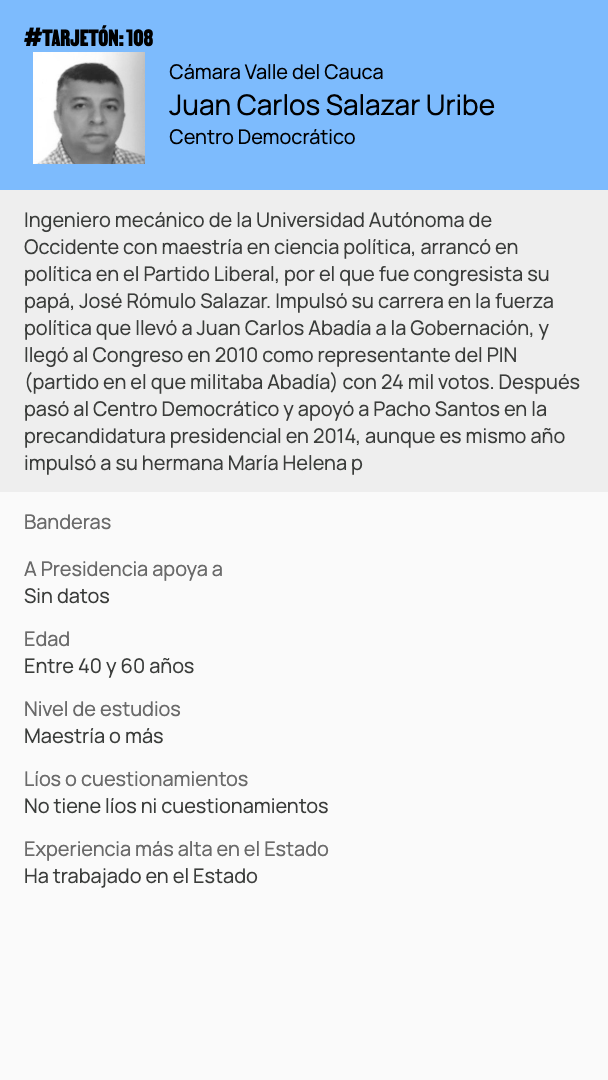 #TARJETÓN: 108
Cámara Valle del Cauca
Juan Carlos Salazar Uribe
Centro Democrático
Ingeniero mecánico de la Universidad Autónoma de
Occidente con maestría en ciencia política, arrancó en
política en el Partido Liberal, por el que fue congresista su
papá, José Rómulo Salazar. Impulsó su carrera en la fuerza
política que llevó a Juan Carlos Abadía a la Gobernación, y
llegó al Congreso en 2010 como representante del PIN
(partido en el que militaba Abadía) con 24 mil votos. Después
pasó al Centro Democrático y apoyó a Pacho Santos en la
precandidatura presidencial en 2014, aunque es mismo año
impulsó a su hermana María Helena p
Banderas
A Presidencia apoya a
Sin datos
Edad
Entre 40 y 60 años
Nivel de estudios
Maestría o más
Líos o cuestionamientos
No tiene líos ni cuestionamientos
Experiencia más alta en el Estado
Ha trabajado en el Estado